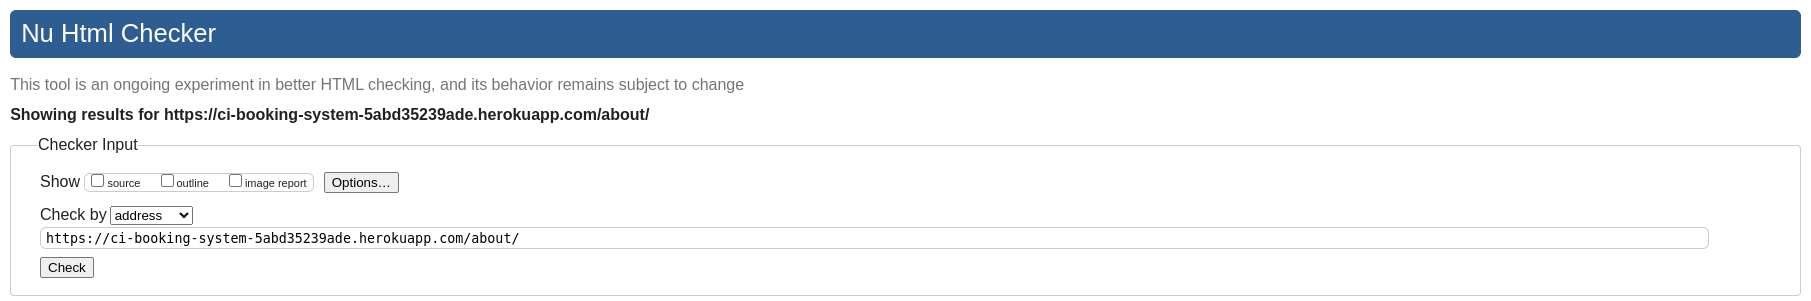 Nu Html Checker
This tool is an ongoing experiment in better HTML checking, and its behavior remains subject to change
Showing results for https://ci-booking-system-5abd35239ade.herokuapp.com/about/
Checker Input
Show source outline image report Options…
Check by address
https://ci-booking-system-5abd35239ade.herokuapp.com/about/
Check